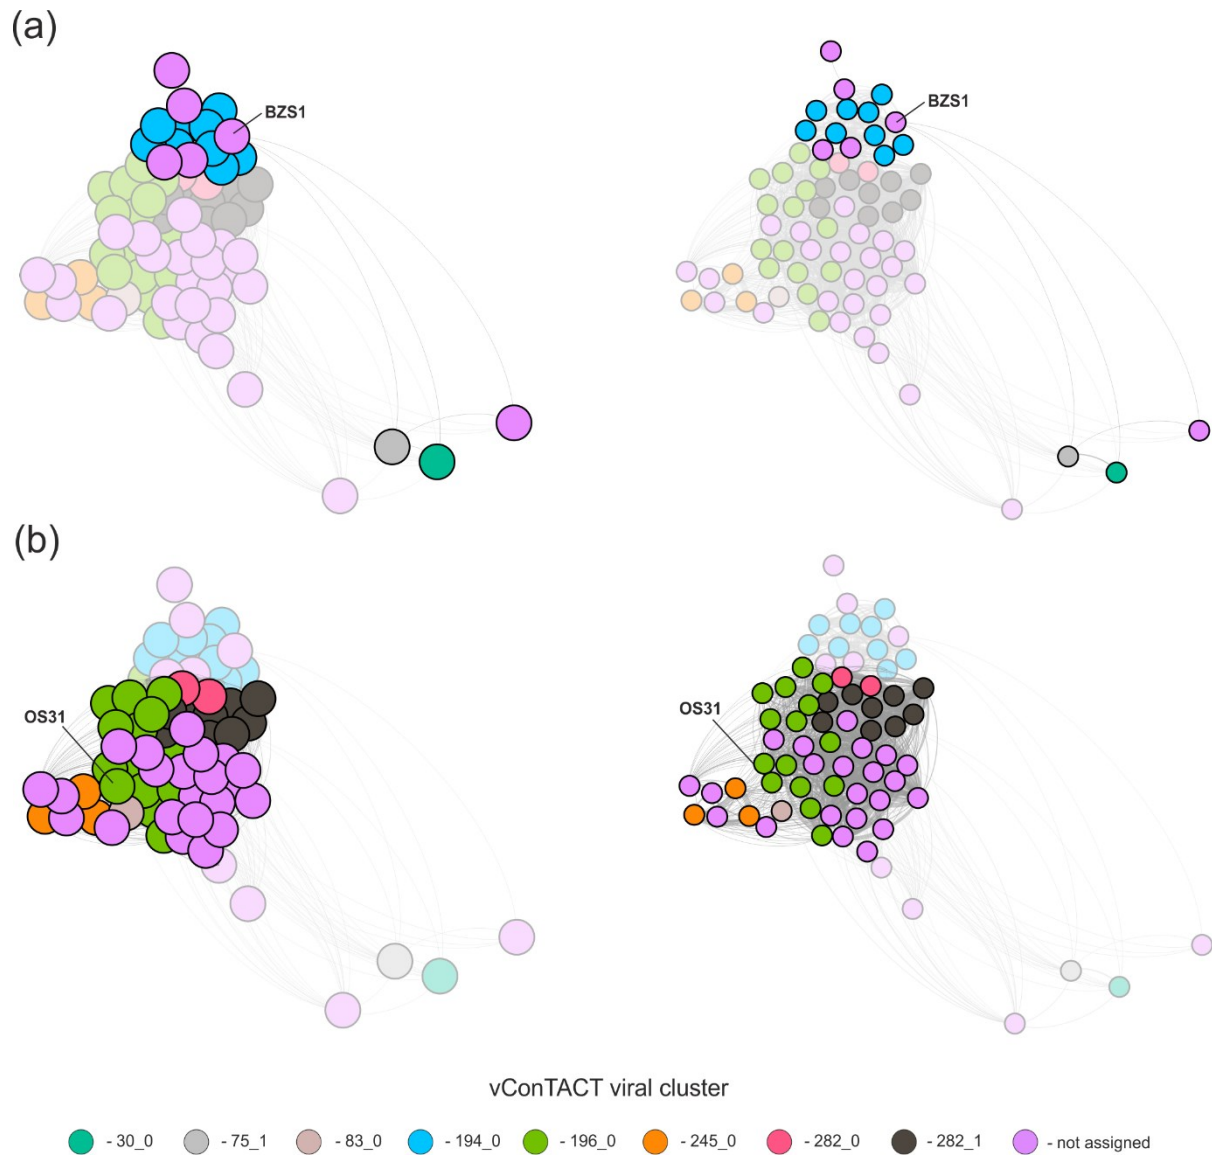 (a)
BZS1
BZS1
(b)
OS31
OS31
vConTACT viral cluster
- 30_0 - 75_1 - 83_0 - 194_0 - 196_0 - 245_0 - 282_0 - 282_1 - not assigned